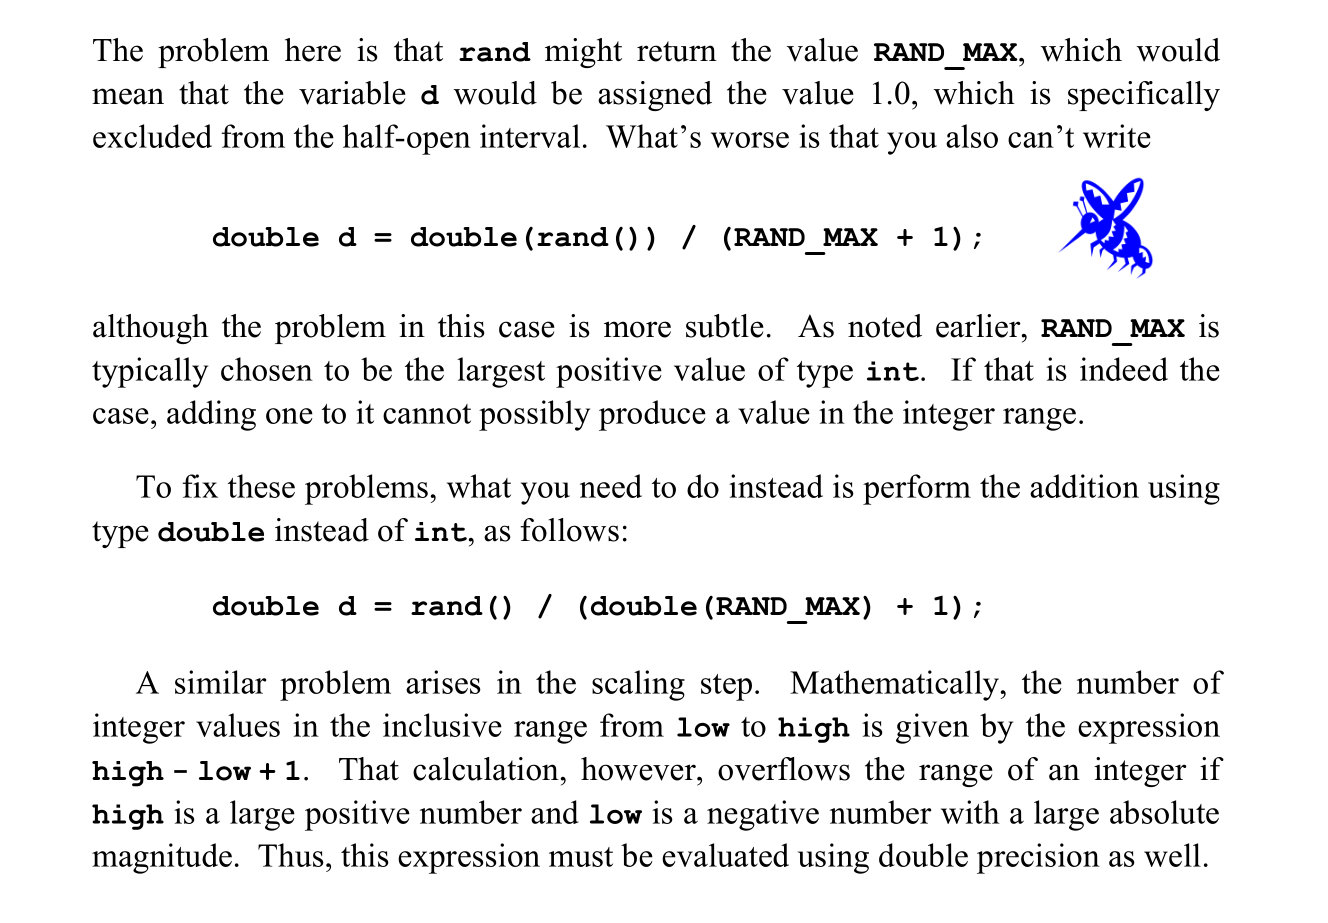 The problem here is that rand might return the value RAND_MAX, which would
mean that the variable d would be assigned the value 1.0, which is specifically
excluded from the half-open interval.  What’s worse is that you also can’t write
double d = double(rand()) / (RAND_MAX + 1);
although the problem in this case is more subtle.  As noted earlier, RAND_MAX is
typically chosen to be the largest positive value of type int.  If that is indeed the
case, adding one to it cannot possibly produce a value in the integer range.
To fix these problems, what you need to do instead is perform the addition using
type double instead of int, as follows:
double d = rand() / (double(RAND_MAX) + 1);
A similar problem arises in the scaling step.  Mathematically, the number of
integer values in the inclusive range from low to high is given by the expression
high - low + 1.  That calculation, however, overflows the range of an integer if
high is a large positive number and low is a negative number with a large absolute
magnitude.  Thus, this expression must be evaluated using double precision as well.